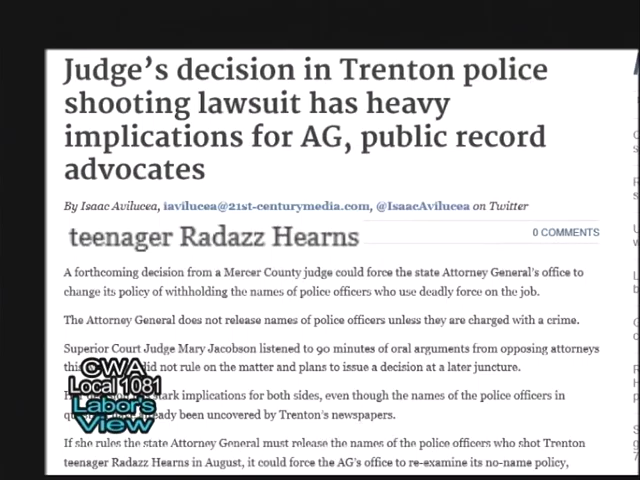 Judge's decision in Trenton police
shooting lawsuit has heavy
implications for AG, public record
advocates
By Isaac Avilucea, iavilucea@21st-centurymedia.com, @IsaacAvilucea on Twitter
teenager Radazz Hearns
0 COMMENTS
A forthcoming decision from a Mercer County judge could force the state Attorney General's office to
change its policy of withholding the names of police officers who use deadly force on the job.
The Attorney General does not release names of police officers unless they are charged with a crime.
Superior Court Judge Mary Jacobson listened to 90 minutes of oral arguments from opposing attorneys
did not rule on the matter and plans to issue a decision at a later juncture.
stark implications for both sides, even though the names of the police officers in
already been uncovered by Trenton's newspapers.
If she rules the state Attorney General must release the names of the police officers who shot Trenton
teenager Radazz Hearns in August, it could force the AG's office to re-examine its no-name policy,
CWA
Local 1081
Labor's
View